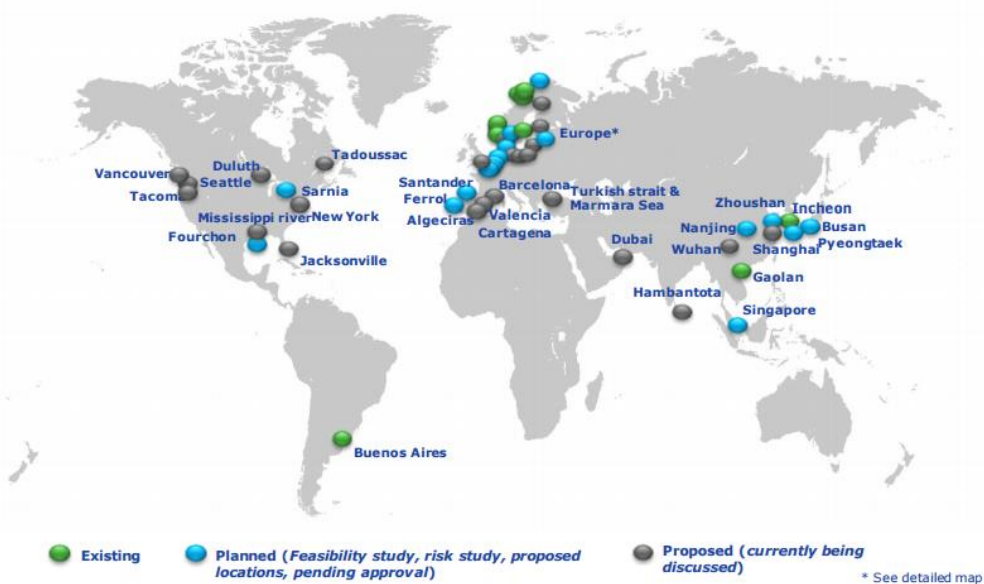 Europe*
Tadoussac
Vancouver
Duluth
Seattle
Tacoma
Sarnia
Mississippi river
New York
Fourchon
Jacksonville
Santander
Ferrol
Algeciras
Barcelona
Valencia
Cartagena
Turkish strait &
Marmara Sea
Dubai
Zhoushan
Incheon
Nanjing
Busan
Wuhan
Shanghai
Pyeongtaek
Gaolan
Hambantota
Singapore
Buenos Aires
Existing
Planned (Feasibility study, risk study, proposed
locations, pending approval)
Proposed (currently being
discussed)
* See detailed map